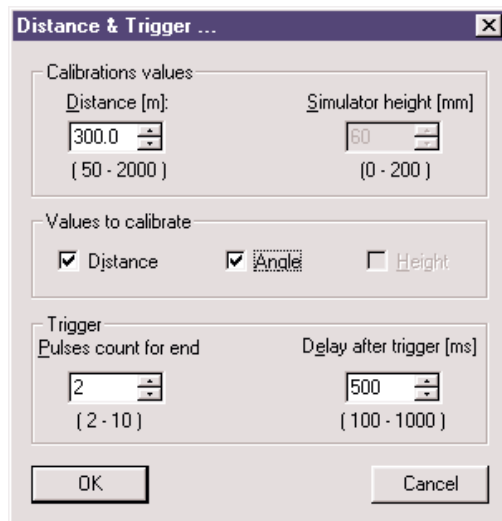 Distance & Trigger ...
Calibrations values
Distance [m]:
Simulator height [mm]
300.0
60
( 50 - 2000 )
(0 - 200 )
Values to calibrate
Distance
Angle
Height
Trigger
Pulses count for end
Delay after trigger [ms]
2
500
( 2 - 10 )
( 100 - 1000 )
OK
Cancel